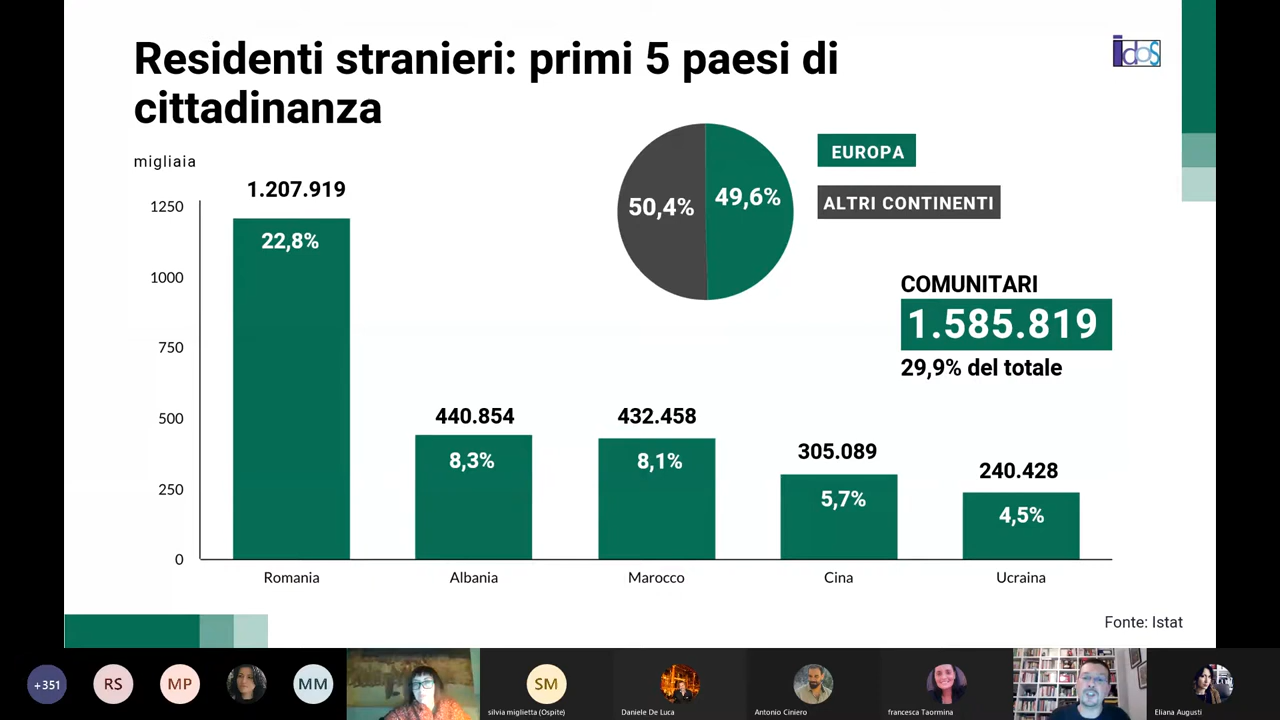 Residenti stranieri: primi 5 paesi di
cittadinanza
idos
migliaia
1250
1000
750
500
250
0
1.207.919
22,8%
440.854
8,3%
432.458
8,1%
305.089
5,7%
240.428
4,5%
Romania
Albania
Marocco
Cina
Ucraina
50,4%
49,6%
EUROPA
ALTRI CONTINENTI
COMUNITARI
1.585.819
29,9% del totale
Fonte: Istat
+351
RS
MP
MM
SM
silvia miglietta (Ospite)
Daniele De Luca
Antonio Ciniero
francesca Taormina
Eliana Augusti